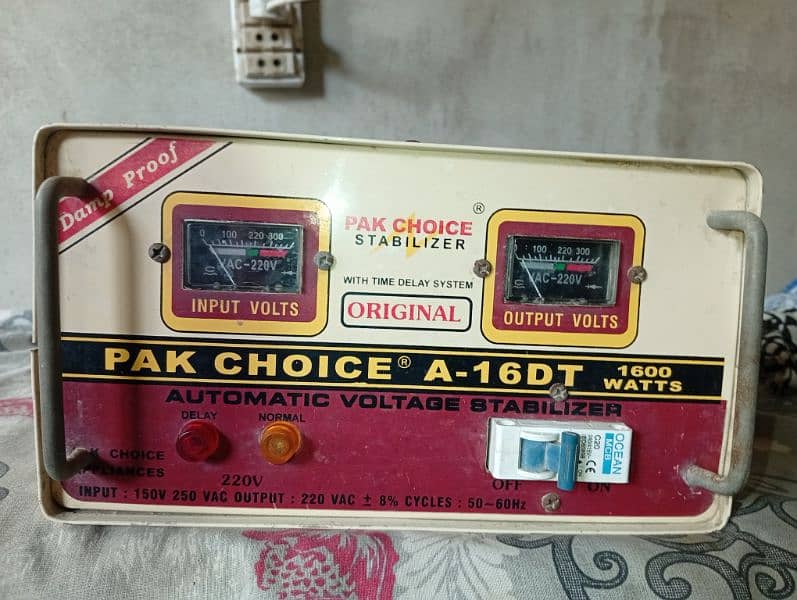 Damp Proof
0 100 220 300
VAC-220V
INPUT VOLTS
PAK CHOICE ®
STABILIZER
WITH TIME DELAY SYSTEM
ORIGINAL
100 220 300
VAC-220V
OUTPUT VOLTS
PAK CHOICE® A-16DT 1600 WATTS
AUTOMATIC VOLTAGE STABILIZER
DELAY NORMAL
PAK CHOICE
APPLIANCES
220V
OCEAN
MCB
C20
CE
OFF ON
INPUT : 150V 250 VAC OUTPUT : 220 VAC ± 8% CYCLES : 50~60Hz